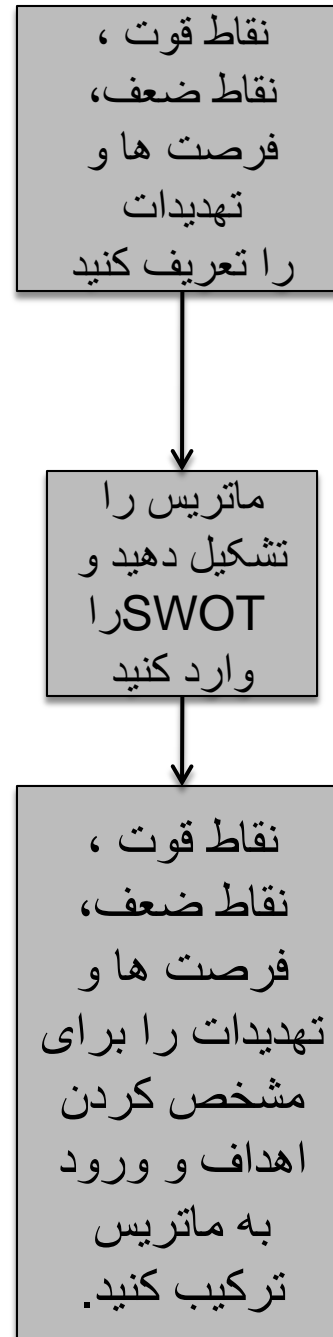 نقاط قوت ،
نقاط ضعف،
فرصت ها و
تهدیدات
را تعریف کنید
ماتریس را
تشکیل دهید و
SWOTرا
وارد کنید
نقاط قوت ،
نقاط ضعف،
فرصت ها و
تهدیدات را برای
مشخص کردن
اهداف و ورود
به ماتریس
ترکیب کنید.